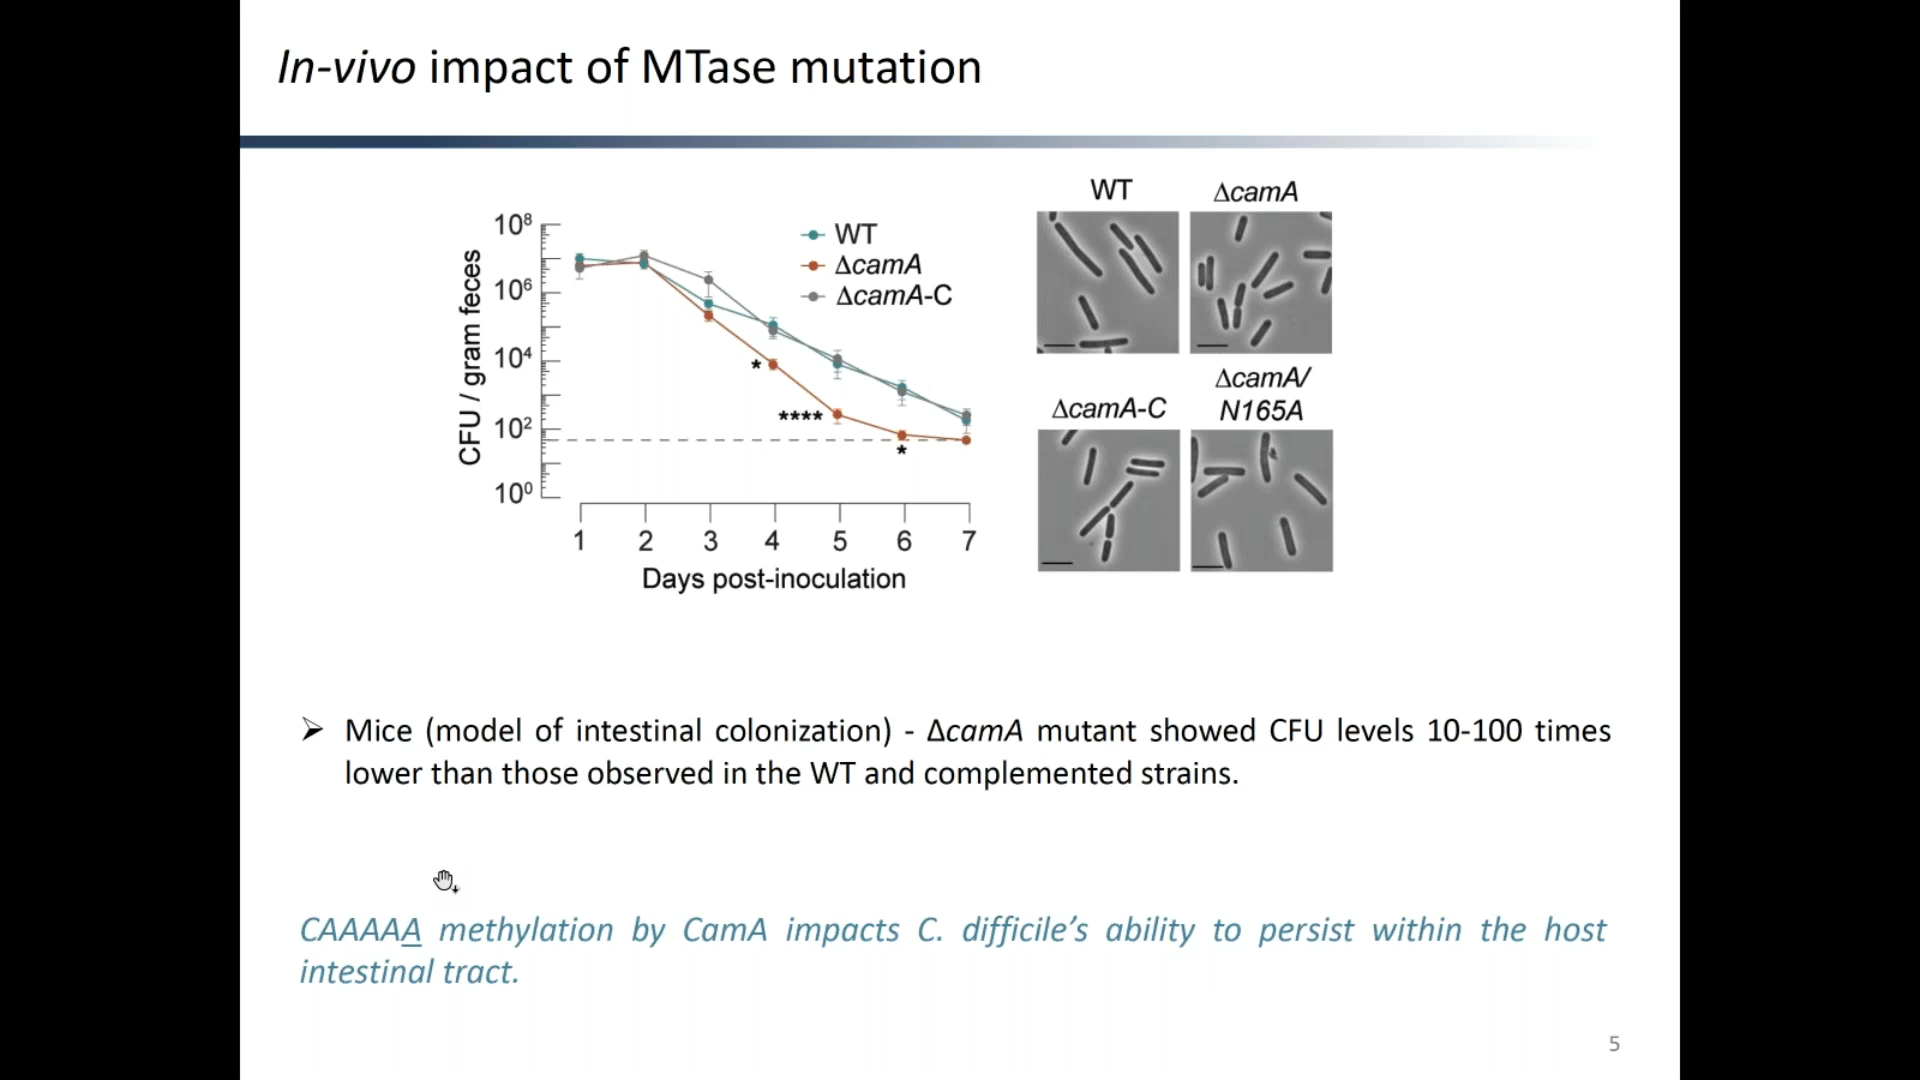 In-vivo impact of MTase mutation
CFU / gram feces
10⁸
10⁶
10⁴
10²
10⁰
WT
ΔcamA
ΔcamA-C
*
****
*
1 2 3 4 5 6 7
Days post-inoculation
WT
ΔcamA
ΔcamA-C
ΔcamA/
N165A
➢ Mice (model of intestinal colonization) - ΔcamA mutant showed CFU levels 10-100 times
lower than those observed in the WT and complemented strains.
CAAAAA methylation by CamA impacts C. difficile’s ability to persist within the host
intestinal tract.
5